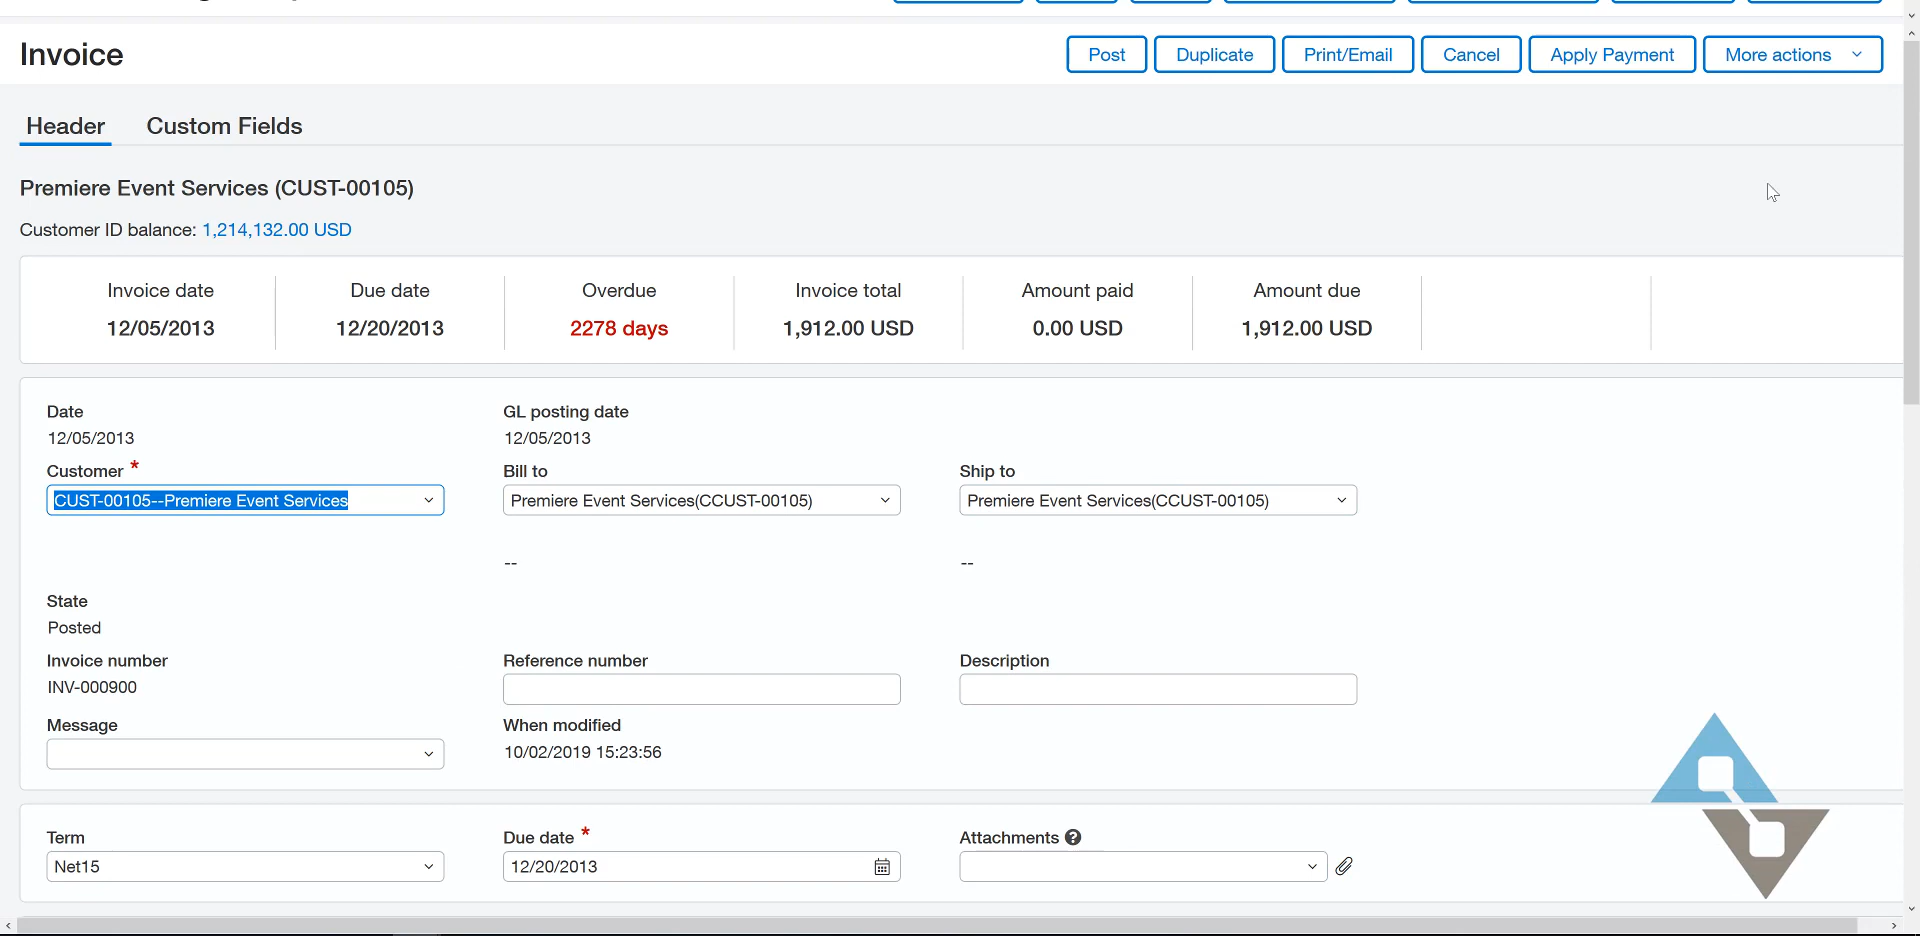 Invoice
Post Duplicate Print/Email Cancel Apply Payment More actions
Header Custom Fields
Premiere Event Services (CUST-00105)
Customer ID balance: 1,214,132.00 USD
Invoice date Due date Overdue Invoice total Amount paid Amount due
12/05/2013 12/20/2013 2278 days 1,912.00 USD 0.00 USD 1,912.00 USD
Date GL posting date
12/05/2013 12/05/2013
Customer * Bill to Ship to
CUST-00105--Premiere Event Services Premiere Event Services(CCUST-00105) Premiere Event Services(CCUST-00105)
-- --
State
Posted
Invoice number Reference number Description
INV-000900
Message When modified
10/02/2019 15:23:56
Term Due date * Attachments ?
Net15 12/20/2013